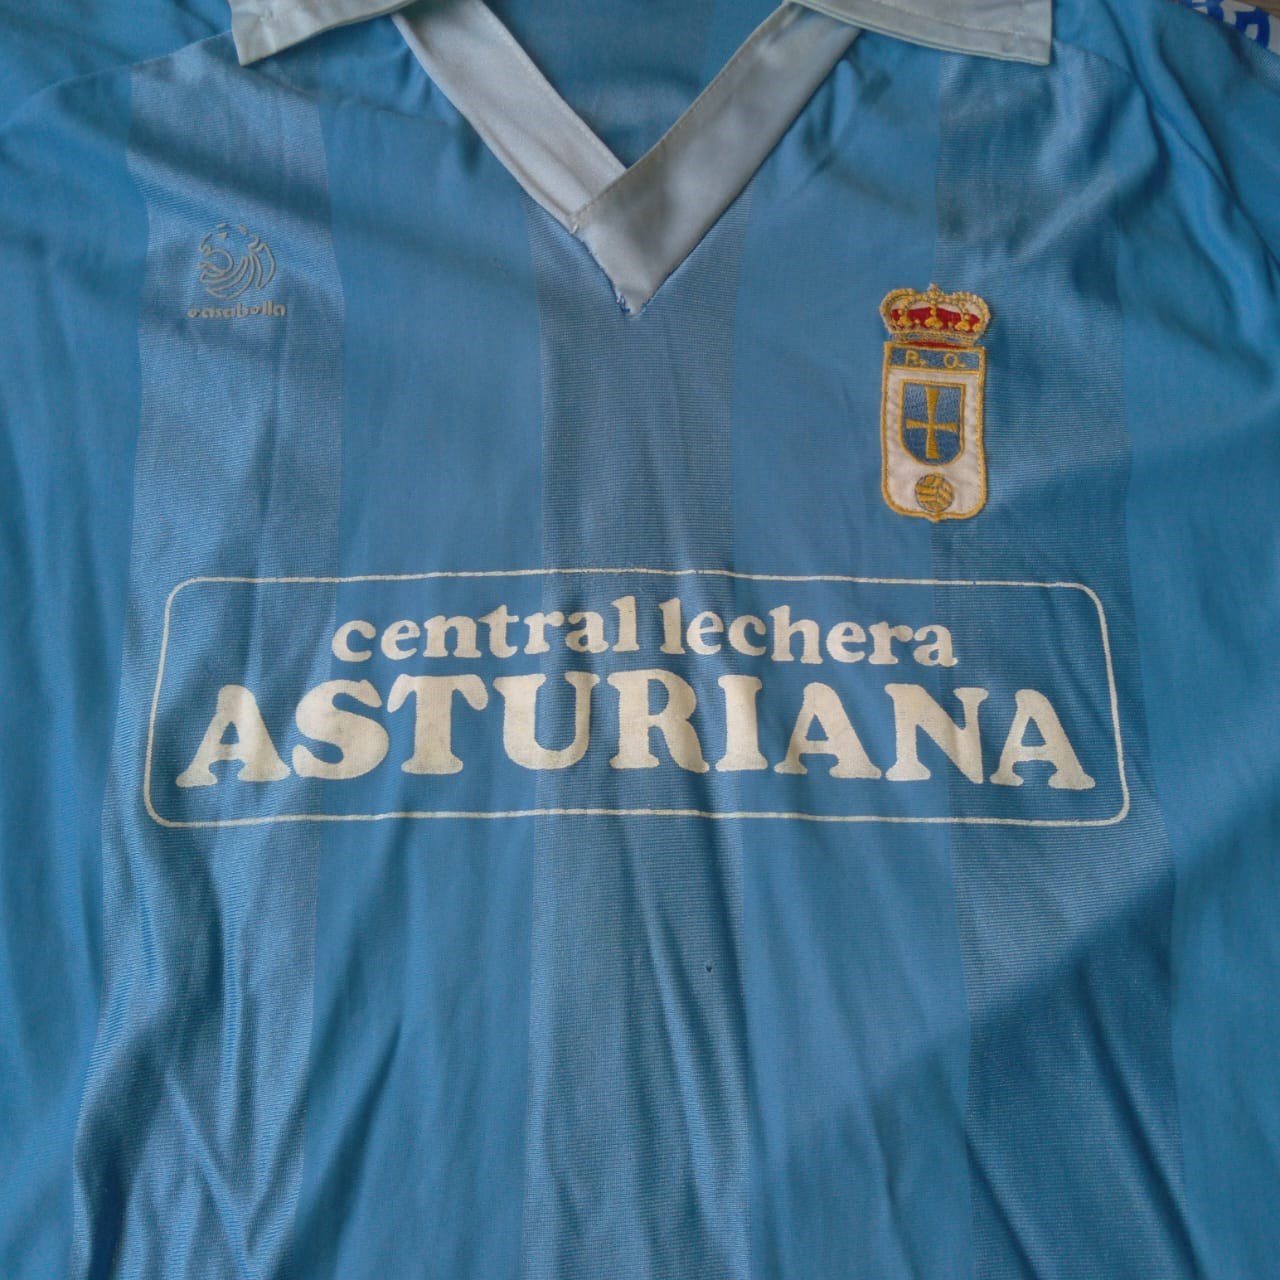 casabella
R. O.
central lechera
ASTURIANA